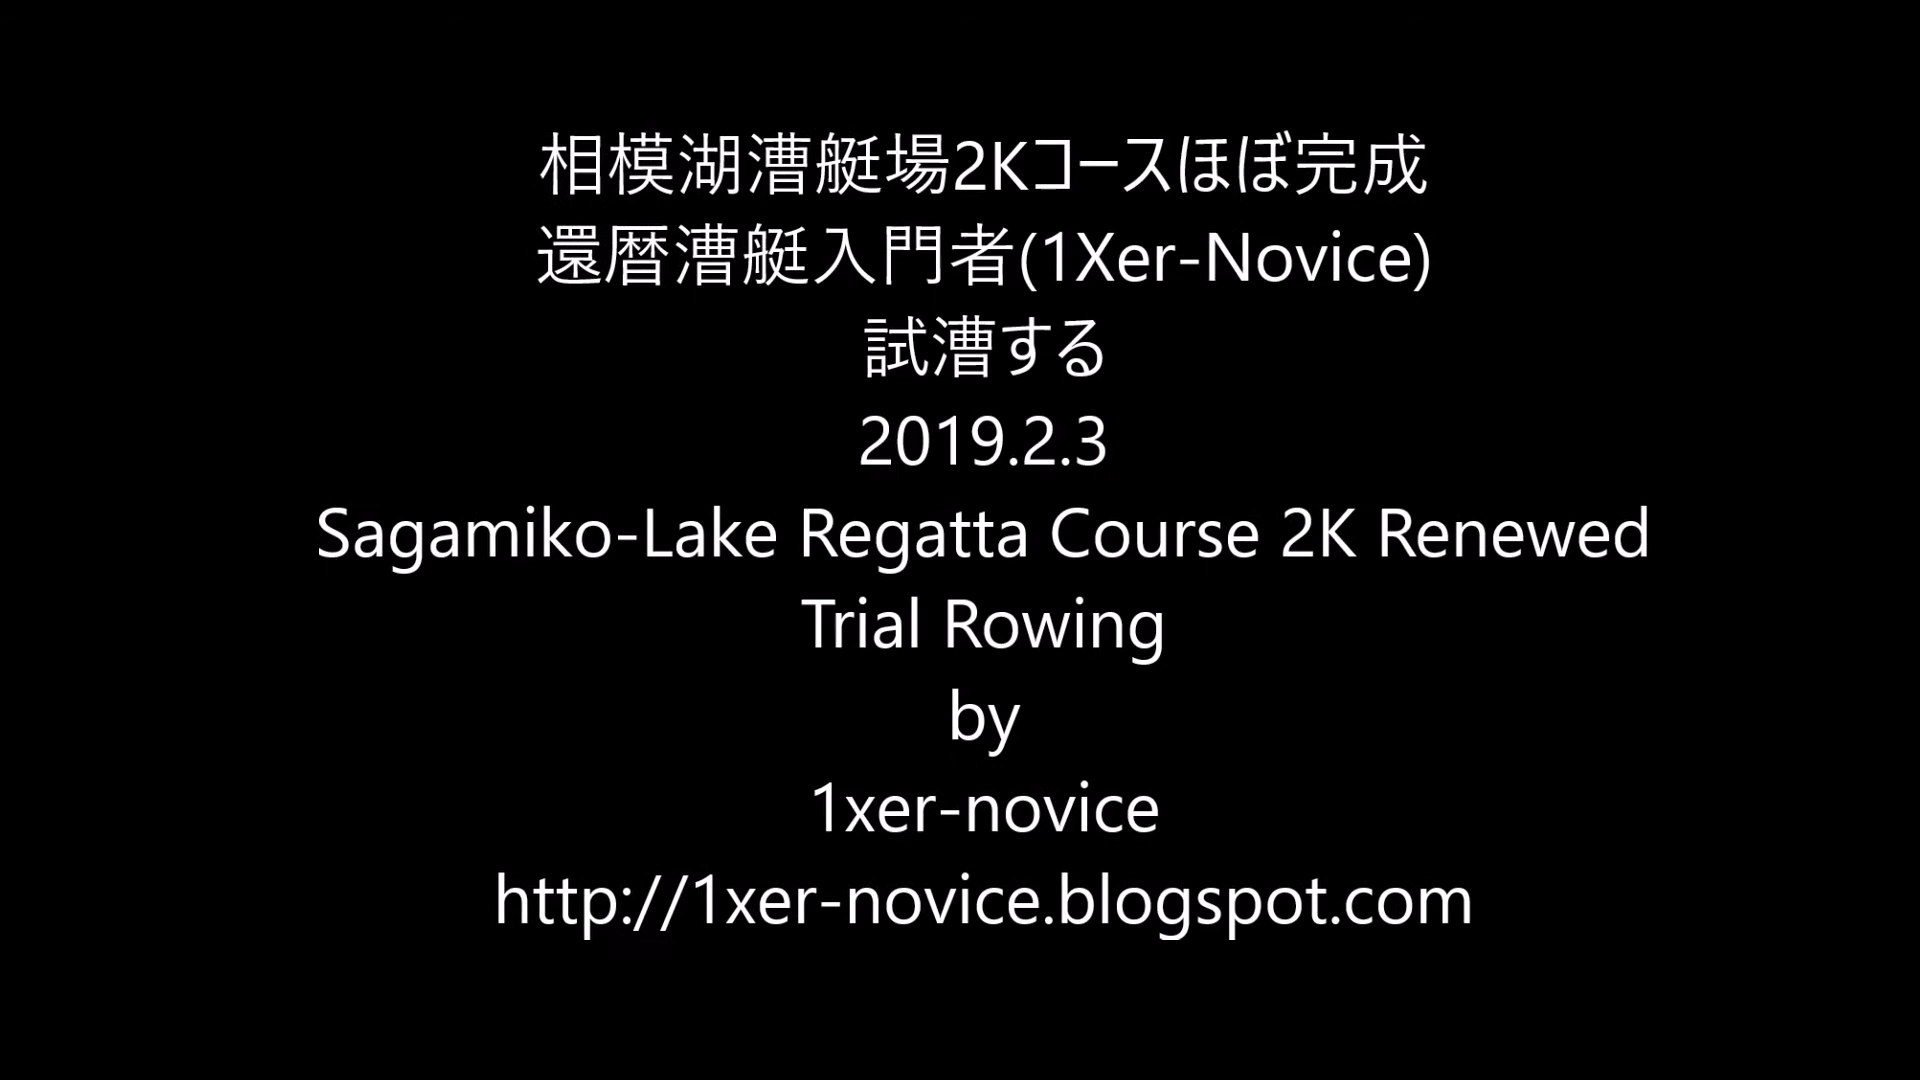 相模湖漕艇場2Kコースほぼ完成
還暦漕艇入門者(1Xer-Novice)
試漕する
2019.2.3
Sagamiko-Lake Regatta Course 2K Renewed
Trial Rowing
by
1xer-novice
http://1xer-novice.blogspot.com